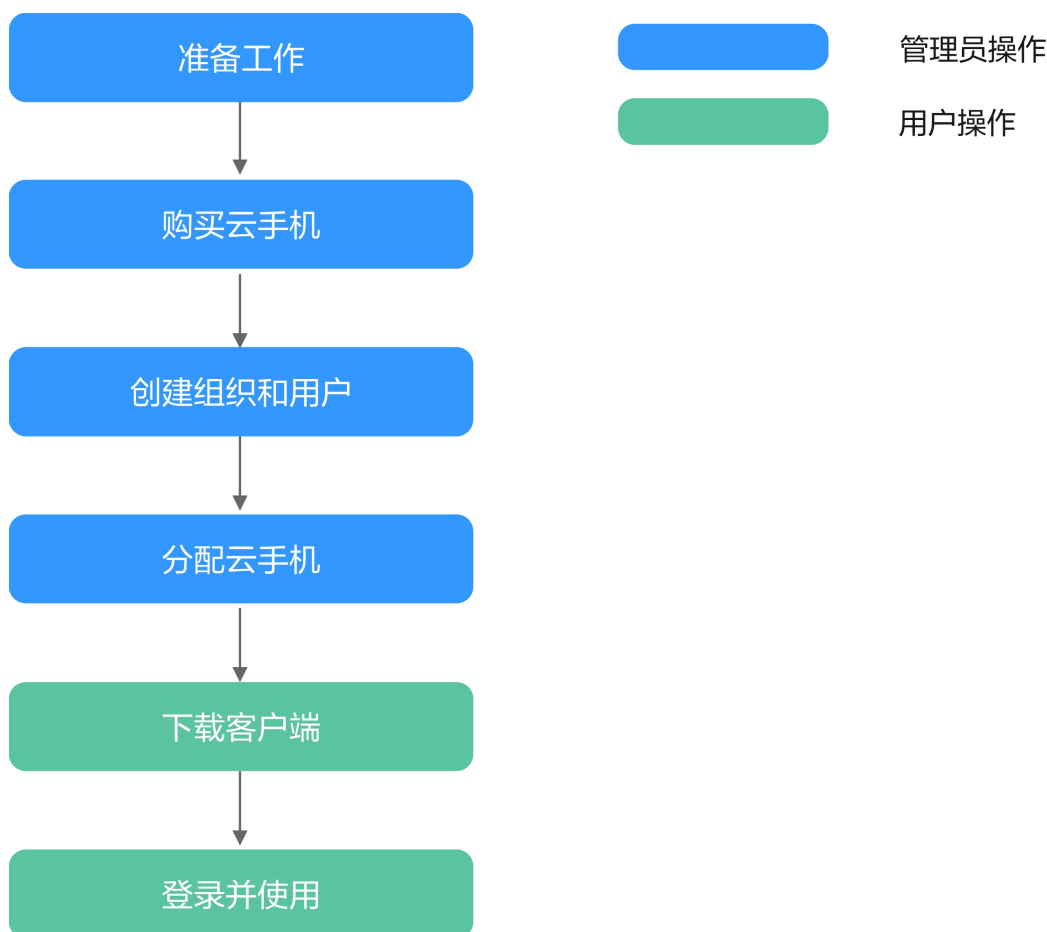 准备工作
购买云手机
创建组织和用户
分配云手机
下载客户端
登录并使用
管理员操作
用户操作